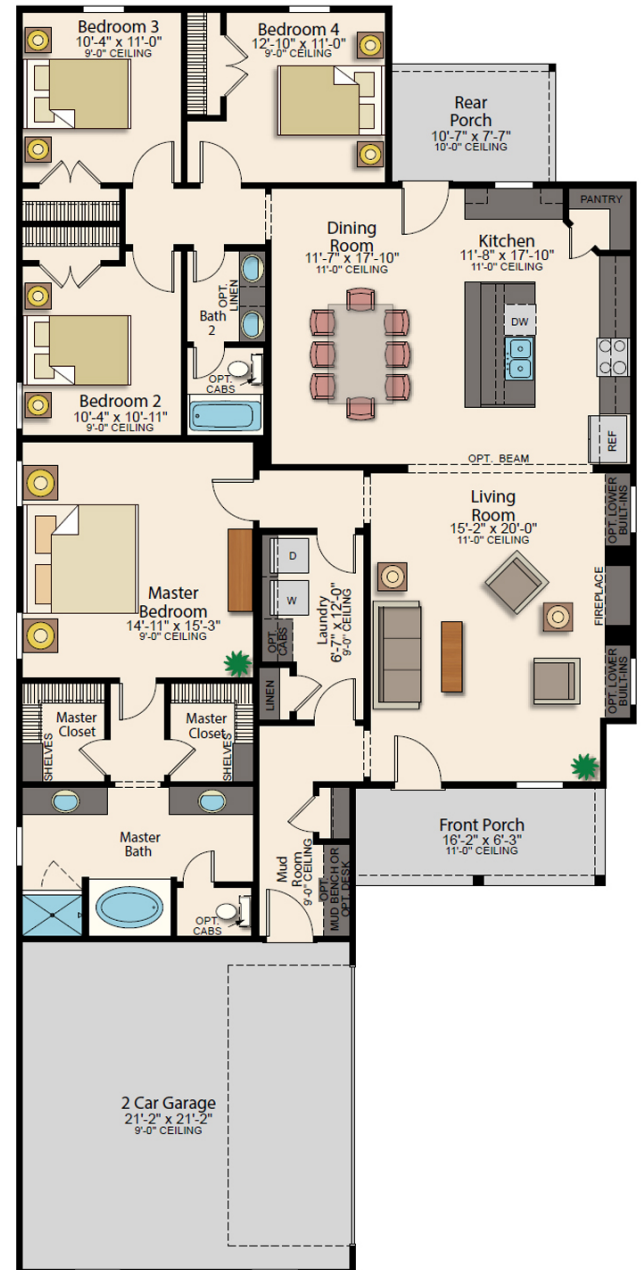 Bedroom 3
10'-4" x 11'-0"
9'-0" CEILING
Bedroom 4
12'-10" x 11'-0"
9'-0" CEILING
Rear
Porch
10'-7" x 7'-7"
10'-0" CEILING
PANTRY
Dining
Room
11'-7" x 17'-10"
11'-0" CEILING
Kitchen
11'-8" x 17'-10"
11'-0" CEILING
DW
REF
OPT.
LINEN
Bath
2
OPT.
CABS
Bedroom 2
10'-4" x 10'-11"
9'-0" CEILING
OPT. BEAM
Living
Room
15'-2" x 20'-0"
11'-0" CEILING
OPT. LOWER
BUILT-INS
FIREPLACE
OPT. LOWER
BUILT-INS
D
W
Laundry
6'-7" x 12'-0"
9'-0" CEILING
OPT.
CABS
LINEN
Master
Bedroom
14'-11" x 15'-3"
9'-0" CEILING
Master
Closet
SHELVES
Master
Closet
SHELVES
Master
Bath
OPT.
CABS
Mud
Room
9'-0" CEILING
OPT.
MUD BENCH OR
OPT. DESK
Front Porch
16'-2" x 6'-3"
11'-0" CEILING
2 Car Garage
21'-2" x 21'-2"
9'-0" CEILING